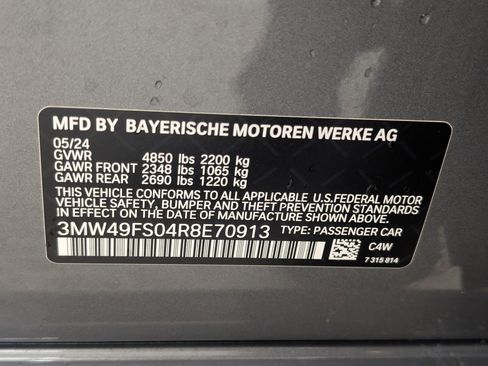 MFD BY BAYERISCHE MOTOREN WERKE AG
05/24
GVWR 4850 lbs 2200 kg
GAWR FRONT 2348 lbs 1065 kg
GAWR REAR 2690 lbs 1220 kg
THIS VEHICLE CONFORMS TO ALL APPLICABLE U.S.FEDERAL MOTOR
VEHICLE SAFETY, BUMPER AND THEFT PREVENTION STANDARDS
IN EFFECT ON THE DATE OF MANUFACTURE SHOWN ABOVE.
3MW49FS04R8E70913 TYPE: PASSENGER CAR
C4W
7 315 814